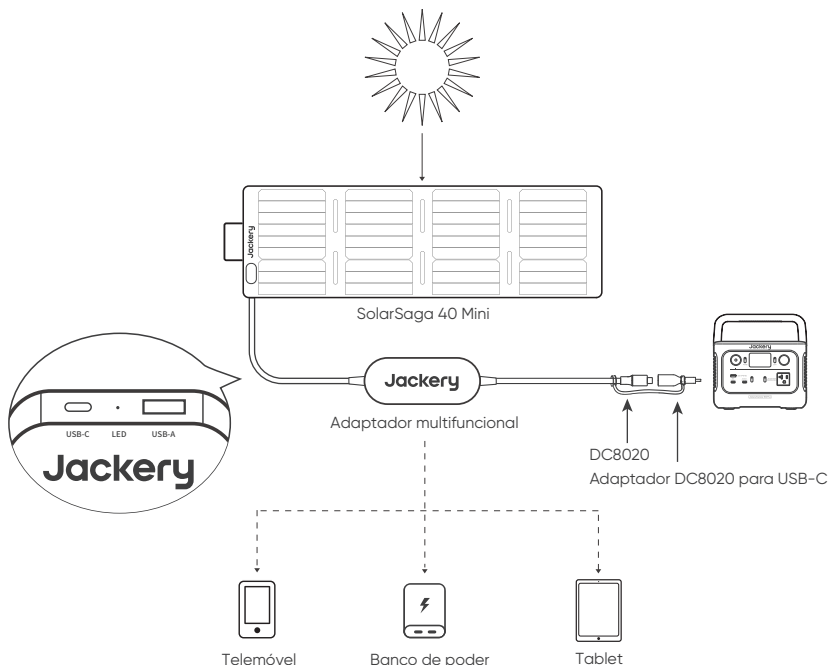 Jackery
SolarSaga 40 Mini
Jackery
Jackery
Adaptador multifuncional
USB-C LED USB-A
Jackery
DC8020
Adaptador DC8020 para USB-C
Telemóvel
Banco de poder
Tablet